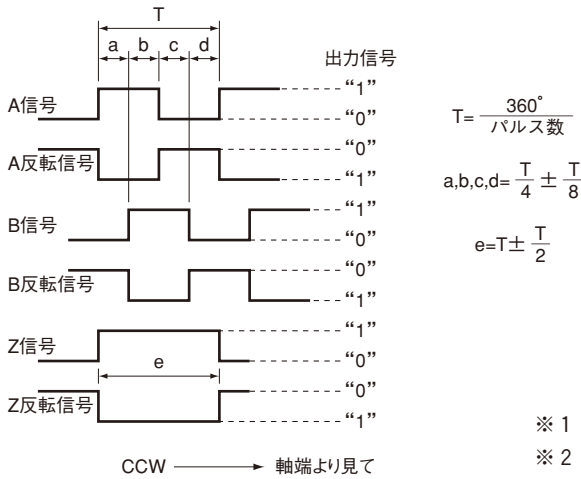 T
a b c d
出力信号
A信号
“1”
“0”
A反転信号
“0”
“1”
B信号
“1”
“0”
B反転信号
“0”
“1”
Z信号
“1”
“0”
e
Z反転信号
“0”
“1”
CCW 軸端より見て
T= 360° / パルス数
a,b,c,d= T/4 ± T/8
e=T± T/2
※ 1
※ 2